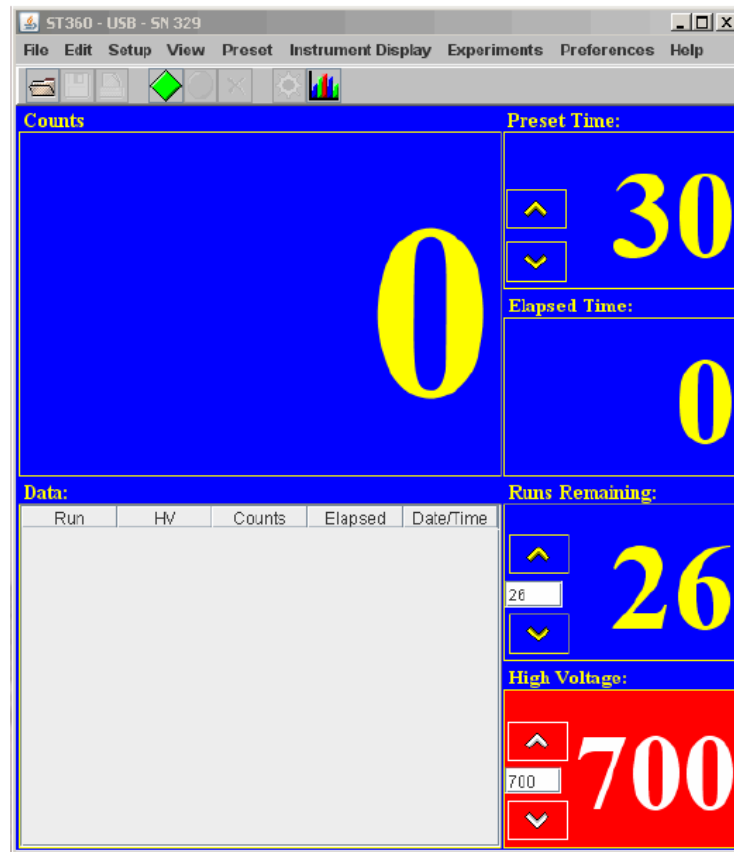 ST360 - USB - SN 329
File Edit Setup View Preset Instrument Display Experiments Preferences Help
Counts
0
Preset Time:
30
Elapsed Time:
0
Data:
Run HV Counts Elapsed Date/Time
Runs Remaining:
26
26
High Voltage:
700
700